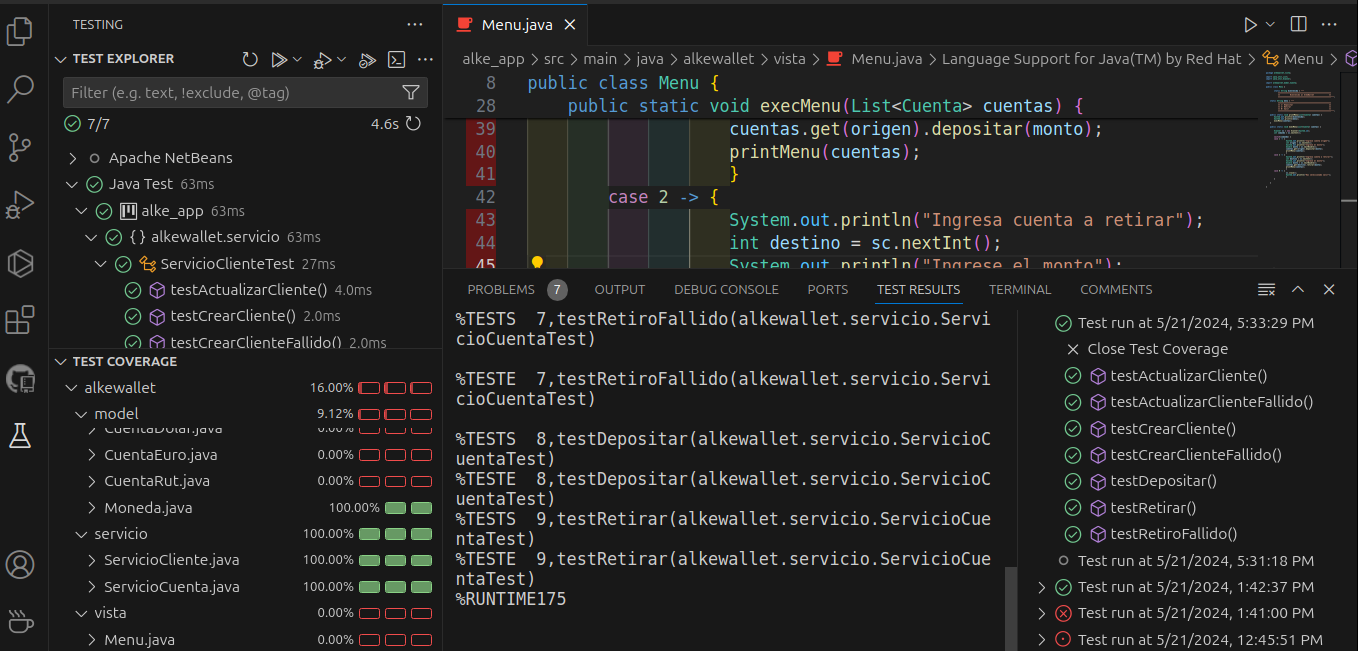 TESTING
TEST EXPLORER
Filter (e.g. text, !exclude, @tag)
7/7 4.6s
Apache NetBeans
Java Test 63ms
alke_app 63ms
{} alkewallet.servicio 63ms
ServicioClienteTest 27ms
testActualizarCliente() 4.0ms
testCrearCliente() 2.0ms
testCrearClienteFallido() 2.0ms
TEST COVERAGE
alkewallet 16.00%
model 9.12%
CuentaDolar.java 0.00%
CuentaEuro.java 0.00%
CuentaRut.java 0.00%
Moneda.java 100.00%
servicio 100.00%
ServicioCliente.java 100.00%
ServicioCuenta.java 100.00%
vista 0.00%
Menu.java 0.00%
Menu.java
alke_app > src > main > java > alkewallet > vista > Menu.java > Language Support for Java(TM) by Red Hat > Menu >
8 public class Menu {
28 public static void execMenu(List<Cuenta> cuentas) {
39 cuentas.get(origen).depositar(monto);
40 printMenu(cuentas);
41 }
42 case 2 -> {
43 System.out.println("Ingresa cuenta a retirar");
44 int destino = sc.nextInt();
45 System.out.println("Ingrese el monto");
PROBLEMS 7 OUTPUT DEBUG CONSOLE PORTS TEST RESULTS TERMINAL COMMENTS
%TESTS 7,testRetiroFallido(alkewallet.servicio.Servi
cioCuentaTest)
%TESTE 7,testRetiroFallido(alkewallet.servicio.Servi
cioCuentaTest)
%TESTS 8,testDepositar(alkewallet.servicio.ServicioC
uentaTest)
%TESTE 8,testDepositar(alkewallet.servicio.ServicioC
uentaTest)
%TESTS 9,testRetirar(alkewallet.servicio.ServicioCue
ntaTest)
%TESTE 9,testRetirar(alkewallet.servicio.ServicioCue
ntaTest)
%RUNTIME175
Test run at 5/21/2024, 5:33:29 PM
Close Test Coverage
testActualizarCliente()
testActualizarClienteFallido()
testCrearCliente()
testCrearClienteFallido()
testDepositar()
testRetirar()
testRetiroFallido()
Test run at 5/21/2024, 5:31:18 PM
Test run at 5/21/2024, 1:42:37 PM
Test run at 5/21/2024, 1:41:00 PM
Test run at 5/21/2024, 12:45:51 PM